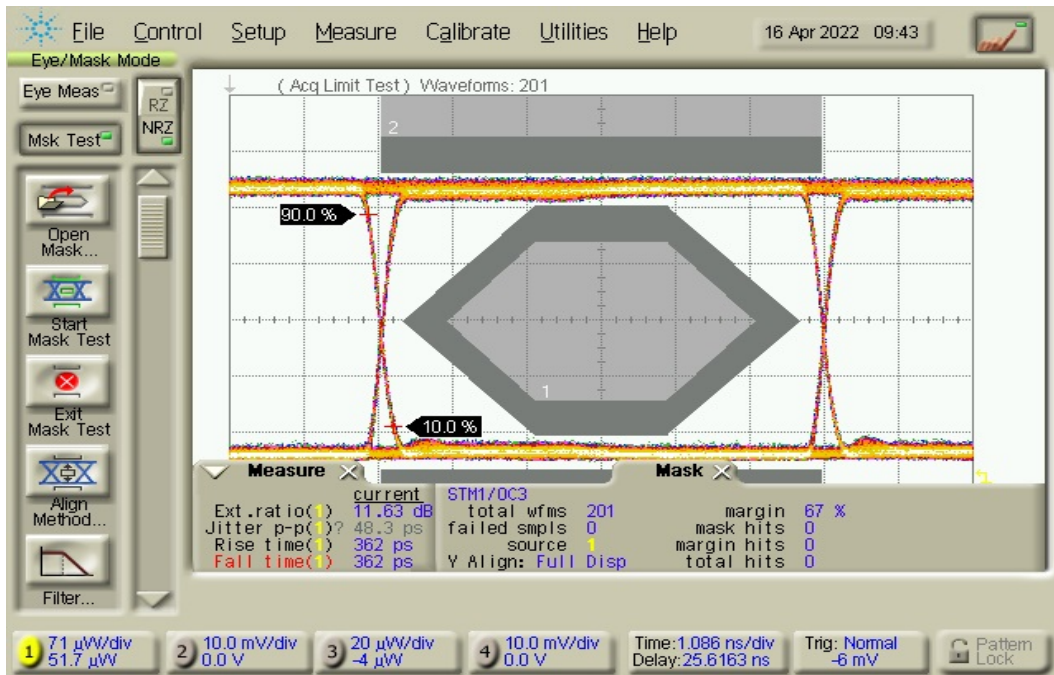 File Control Setup Measure Calibrate Utilities Help 16 Apr 2022 09:43
Eye/Mask Mode
Eye Meas
RZ
NRZ
Msk Test
Open
Mask...
Start
Mask Test
Exit
Mask Test
Align
Method...
Filter...
( Acq Limit Test ) Waveforms: 201
2
90.0 %
1
10.0 %
Measure
current
Ext.ratio(1) 11.63 dB
Jitter p-p(1)? 48.3 ps
Rise time(1) 362 ps
Fall time(1) 362 ps
Mask
STM1/OC3
total wfms 201 margin 67 %
failed smpls 0 mask hits 0
source 1 margin hits 0
Y Align: Full Disp total hits 0
1 71 µW/div
51.7 µW
2 10.0 mV/div
0.0 V
3 20 µW/div
-4 µW
4 10.0 mV/div
0.0 V
Time:1.086 ns/div
Delay:25.6163 ns
Trig: Normal
-6 mV
Pattern
Lock